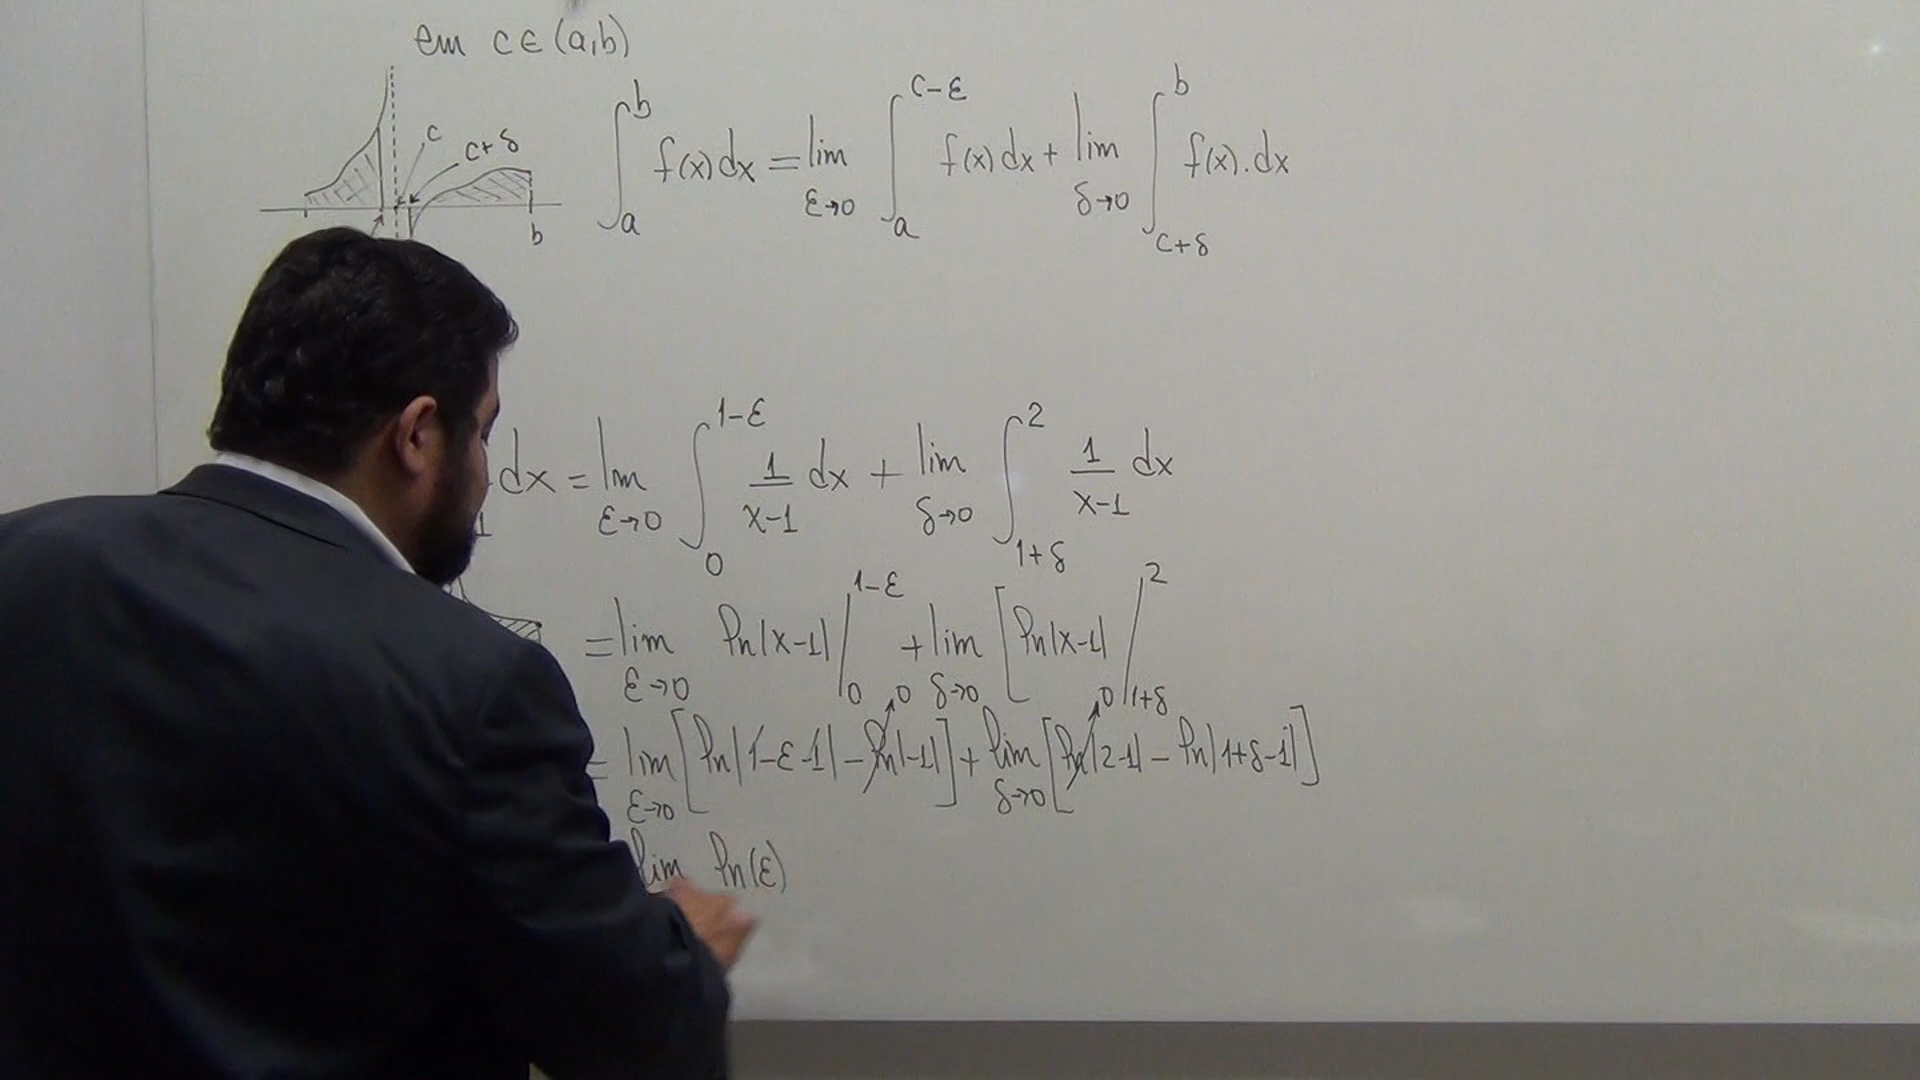 em c ∈ (a,b)
c
c+δ
b
∫_a^b f(x) dx = lim_{ε→0} ∫_a^{c-ε} f(x) dx + lim_{δ→0} ∫_{c+δ}^b f(x). dx
dx = lim_{ε→0} ∫_0^{1-ε} 1/(x-1) dx + lim_{δ→0} ∫_{1+δ}^2 1/(x-1) dx
= lim_{ε→0} ln|x-1| |_0^{1-ε} + lim_{δ→0} [ln|x-1| |_{1+δ}^2
= lim_{ε→0} [ln|1-ε-1| - ln|-1|→0] + lim_{δ→0} [ln|2-1|→0 - ln|1+δ-1|]
lim ln(ε)